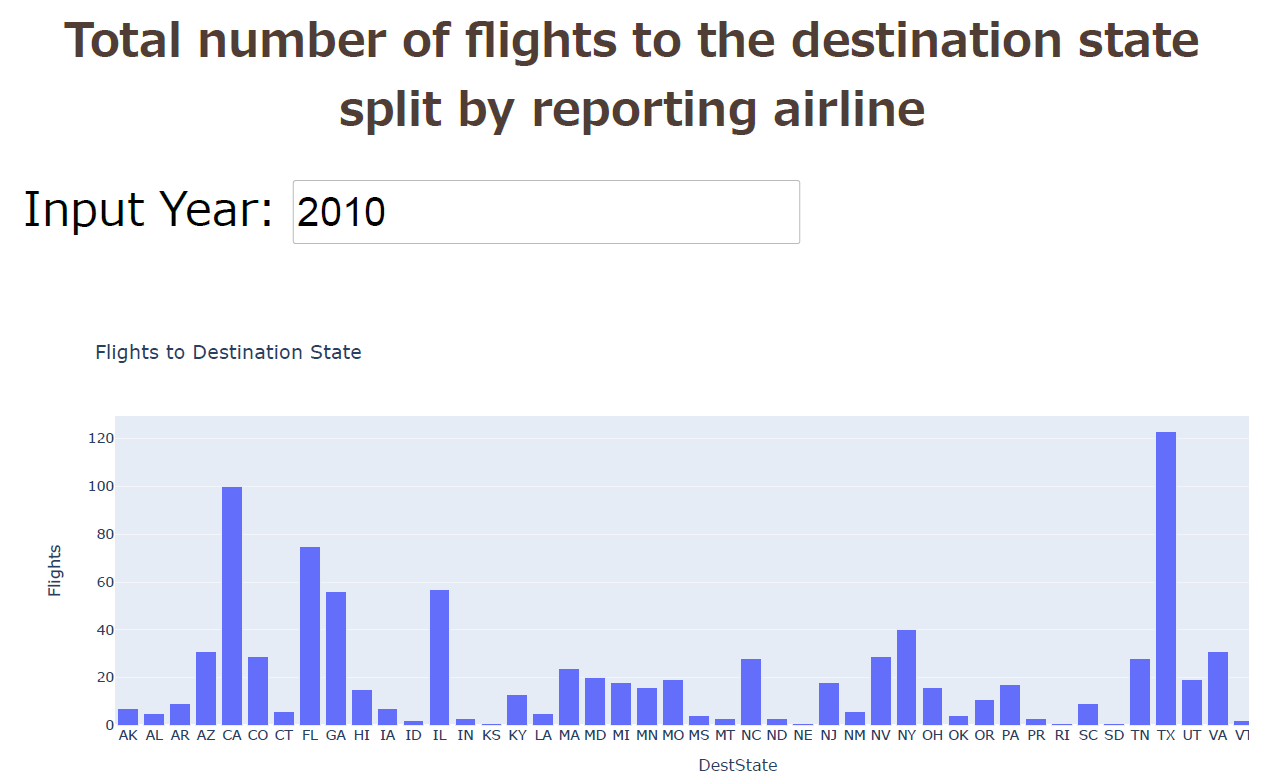 Total number of flights to the destination state
split by reporting airline
Input Year: 2010
Flights to Destination State
120
100
80
60
40
20
0
Flights
AK AL AR AZ CA CO CT FL GA HI IA ID IL IN KS KY LA MA MD MI MN MO MS MT NC ND NE NJ NM NV NY OH OK OR PA PR RI SC SD TN TX UT VA VT
DestState